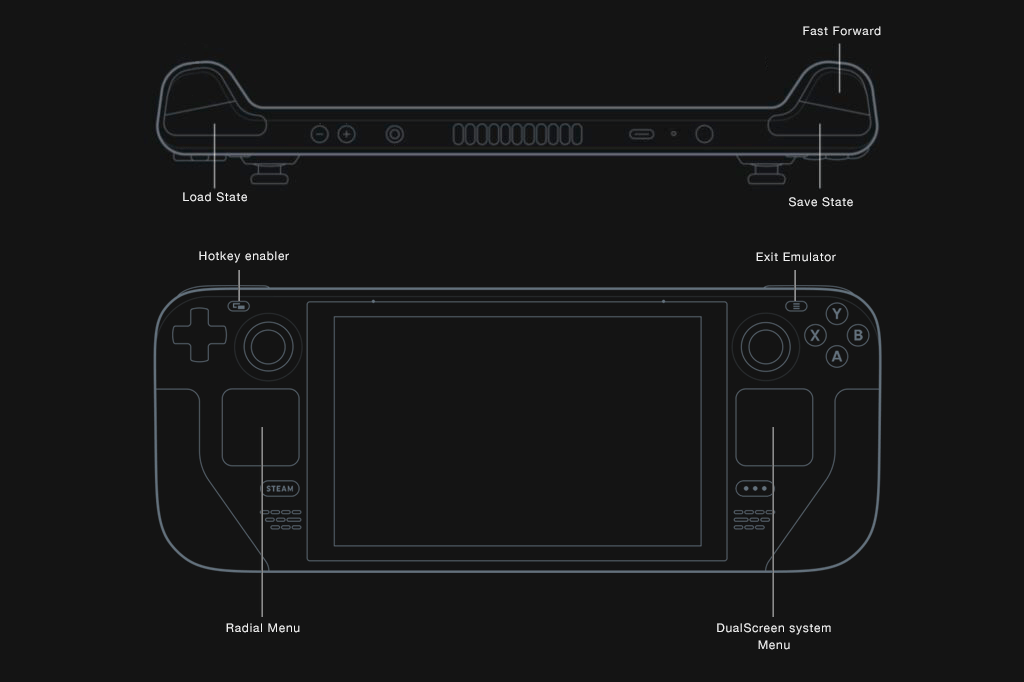 Fast Forward
Load State
Save State
Hotkey enabler
Exit Emulator
Y
X
B
A
STEAM
Radial Menu
DualScreen system
Menu